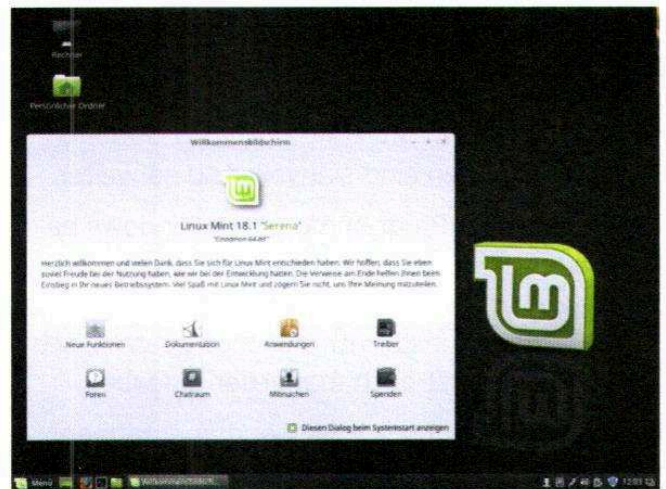 Rechner
Persönlicher Ordner
Willkommensbildschirm
Linux Mint 18.1 "Serena"
"Cinnamon 64-bit"
Herzlich willkommen und vielen Dank, dass Sie sich für Linux Mint entschieden haben. Wir hoffen, dass Sie eben
soviel Freude bei der Nutzung haben, wie wir bei der Entwicklung hatten. Die Verweise am Ende helfen Ihnen beim
Einstieg in Ihr neues Betriebssystem. Viel Spaß mit Linux Mint und zögern Sie nicht, uns Ihre Meinung mitzuteilen.
Neue Funktionen Dokumentation Anwendungen Treiber
Foren Chatraum Mitmachen Spenden
Diesen Dialog beim Systemstart anzeigen
Menü Willkommensbildsch... 12:03